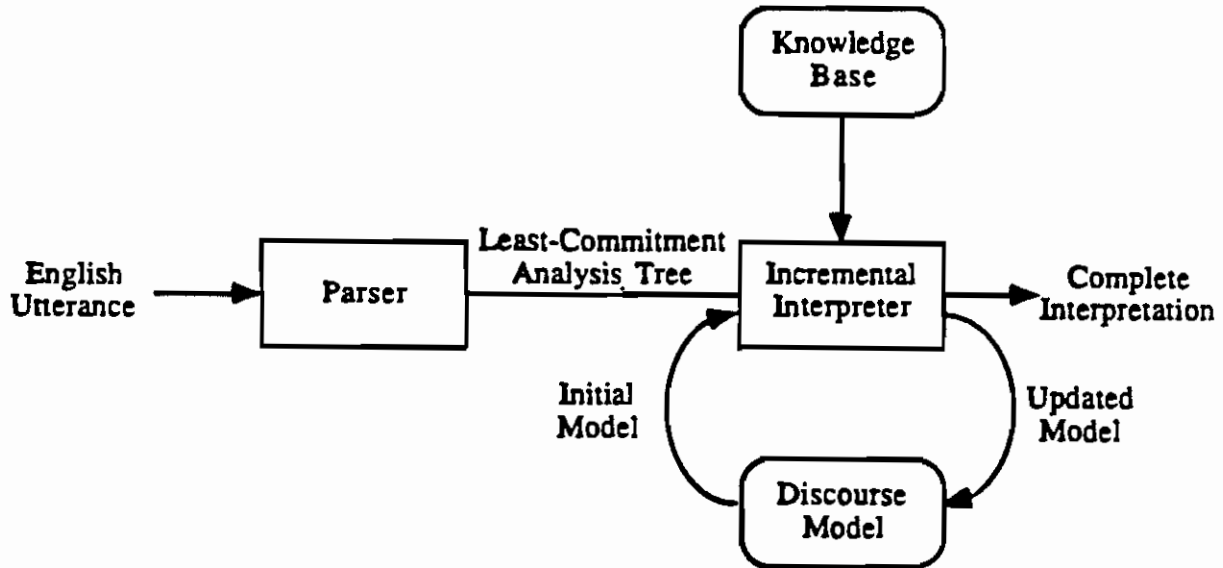 Knowledge
Base
English
Utterance
Parser
Least-Commitment
Analysis Tree
Incremental
Interpreter
Complete
Interpretation
Initial
Model
Updated
Model
Discourse
Model